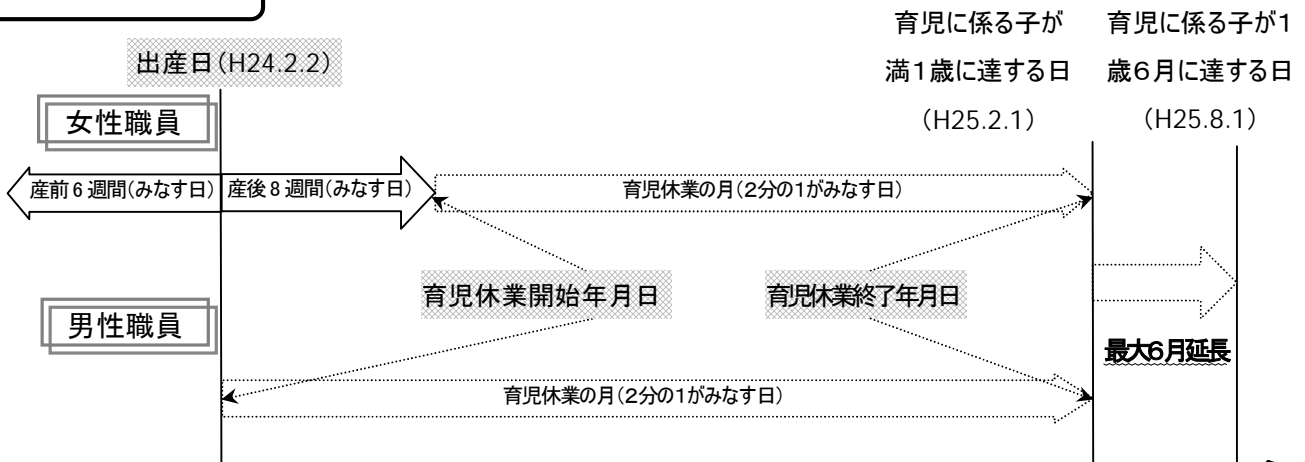 育児に係る子が
満1歳に達する日
（H25.2.1）
育児に係る子が1
歳6月に達する日
（H25.8.1）
出産日（H24.2.2）
女性職員
産前6週間（みなす日）
産後8週間（みなす日）
育児休業の月（2分の1がみなす日）
育児休業開始年月日
育児休業終了年月日
男性職員
最大6月延長
育児休業の月（2分の1がみなす日）